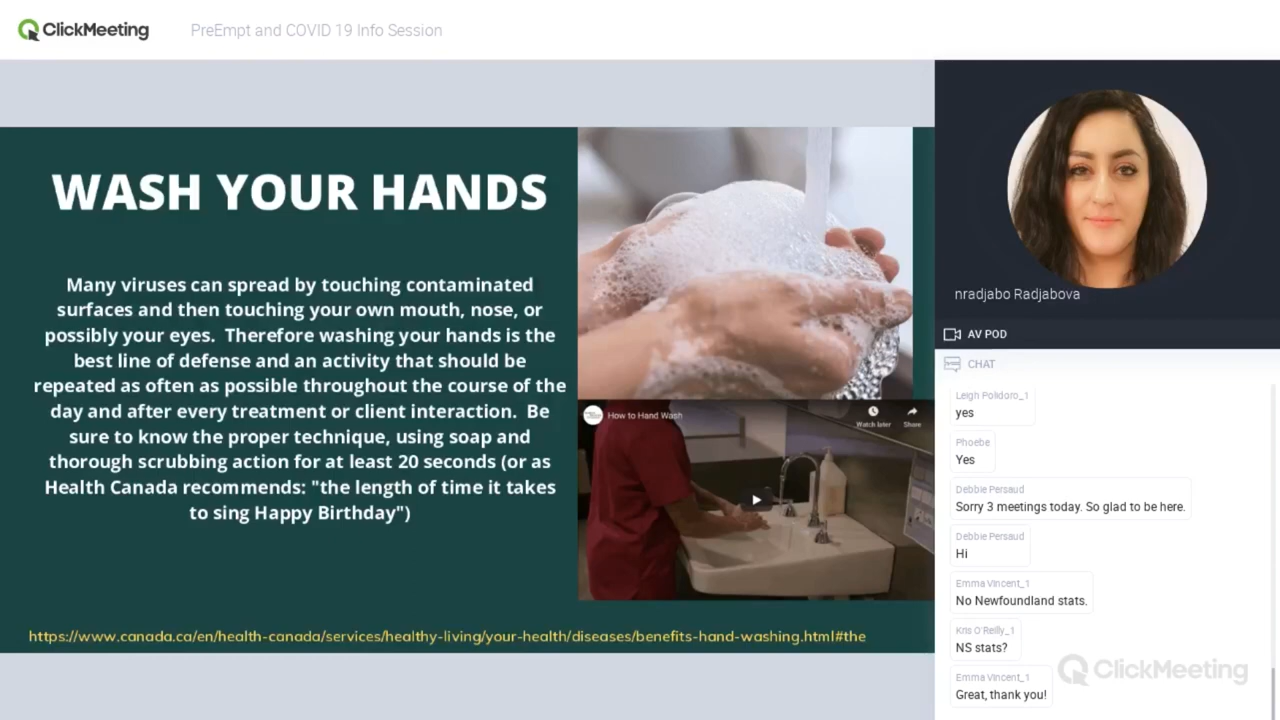 ClickMeeting
PreEmpt and COVID 19 Info Session
WASH YOUR HANDS
Many viruses can spread by touching contaminated
surfaces and then touching your own mouth, nose, or
possibly your eyes. Therefore washing your hands is the
best line of defense and an activity that should be
repeated as often as possible throughout the course of the
day and after every treatment or client interaction. Be
sure to know the proper technique, using soap and
thorough scrubbing action for at least 20 seconds (or as
Health Canada recommends: "the length of time it takes
to sing Happy Birthday")
How to Hand Wash
Watch later
Share
https://www.canada.ca/en/health-canada/services/healthy-living/your-health/diseases/benefits-hand-washing.html#the
nradjabo Radjabova
AV POD
CHAT
Leigh Polidoro_1
yes
Phoebe
Yes
Debbie Persaud
Sorry 3 meetings today. So glad to be here.
Debbie Persaud
Hi
Emma Vincent_1
No Newfoundland stats.
Kris O'Reilly_1
NS stats?
Emma Vincent_1
Great, thank you!
ClickMeeting